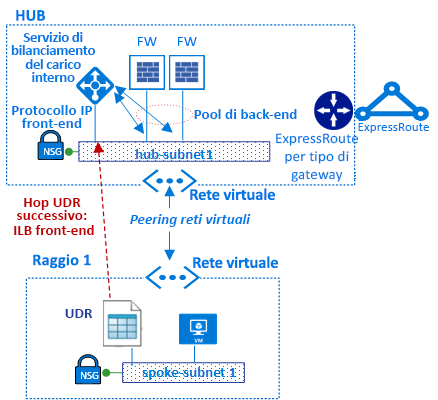 HUB
Servizio di
bilanciamento
del carico
interno
FW
FW
Protocollo IP
front-end
Pool di back-end
NSG
hub-subnet1
ExpressRoute
per tipo di
gateway
ExpressRoute
Rete virtuale
Hop UDR
successivo:
ILB front-end
Peering reti virtuali
Raggio 1
Rete virtuale
UDR
VM
NSG
spoke-subnet 1